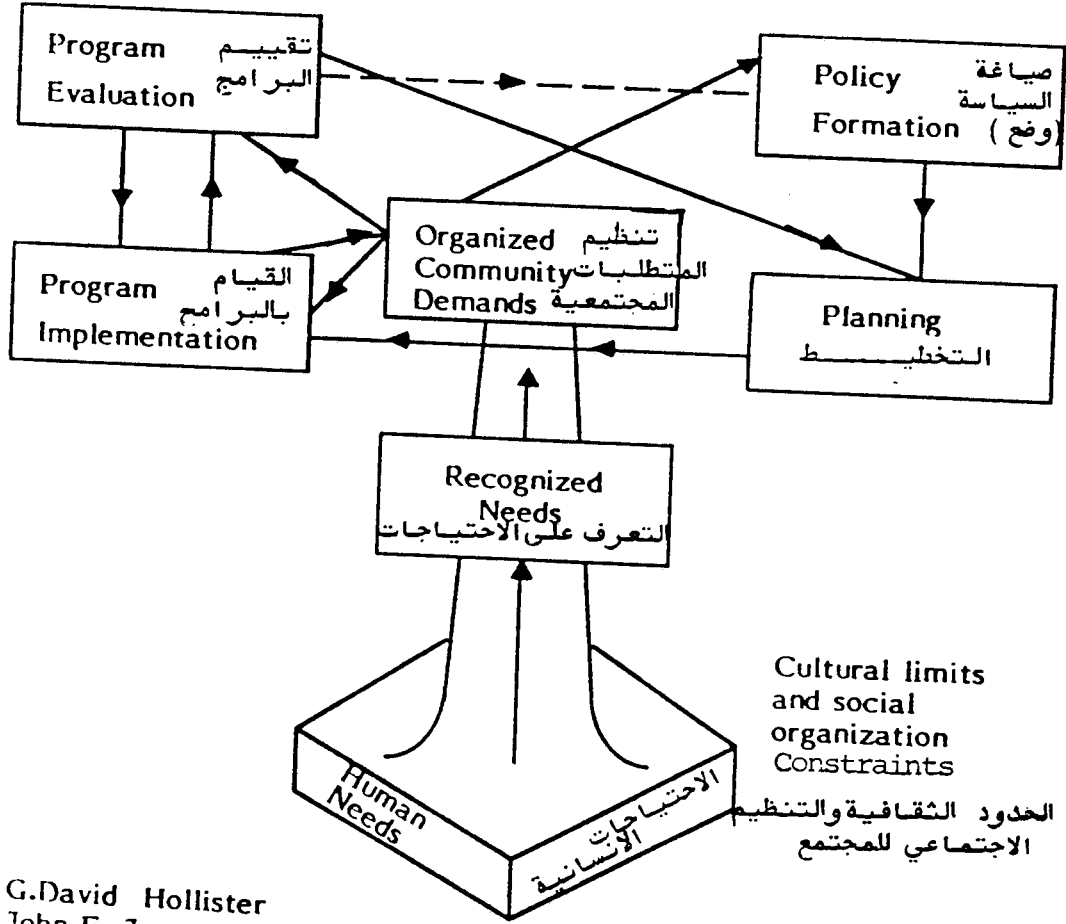 Program تقييم
Evaluation البرامج
Policy صياغة
السياسة
Formation (وضع)
Organized تنظيم
Community المتطلبات
Demands المجتمعية
Program القيام
Implementation بالبرامج
Planning
التخطيط
Recognized
Needs
التعرف على الاحتياجات
Cultural limits
and social
organization
Constraints
الحدود الثقافية والتنظيم
الاجتماعي للمجتمع
Human
Needs
الاحتياجات
الانسانية
G.David Hollister
John E.